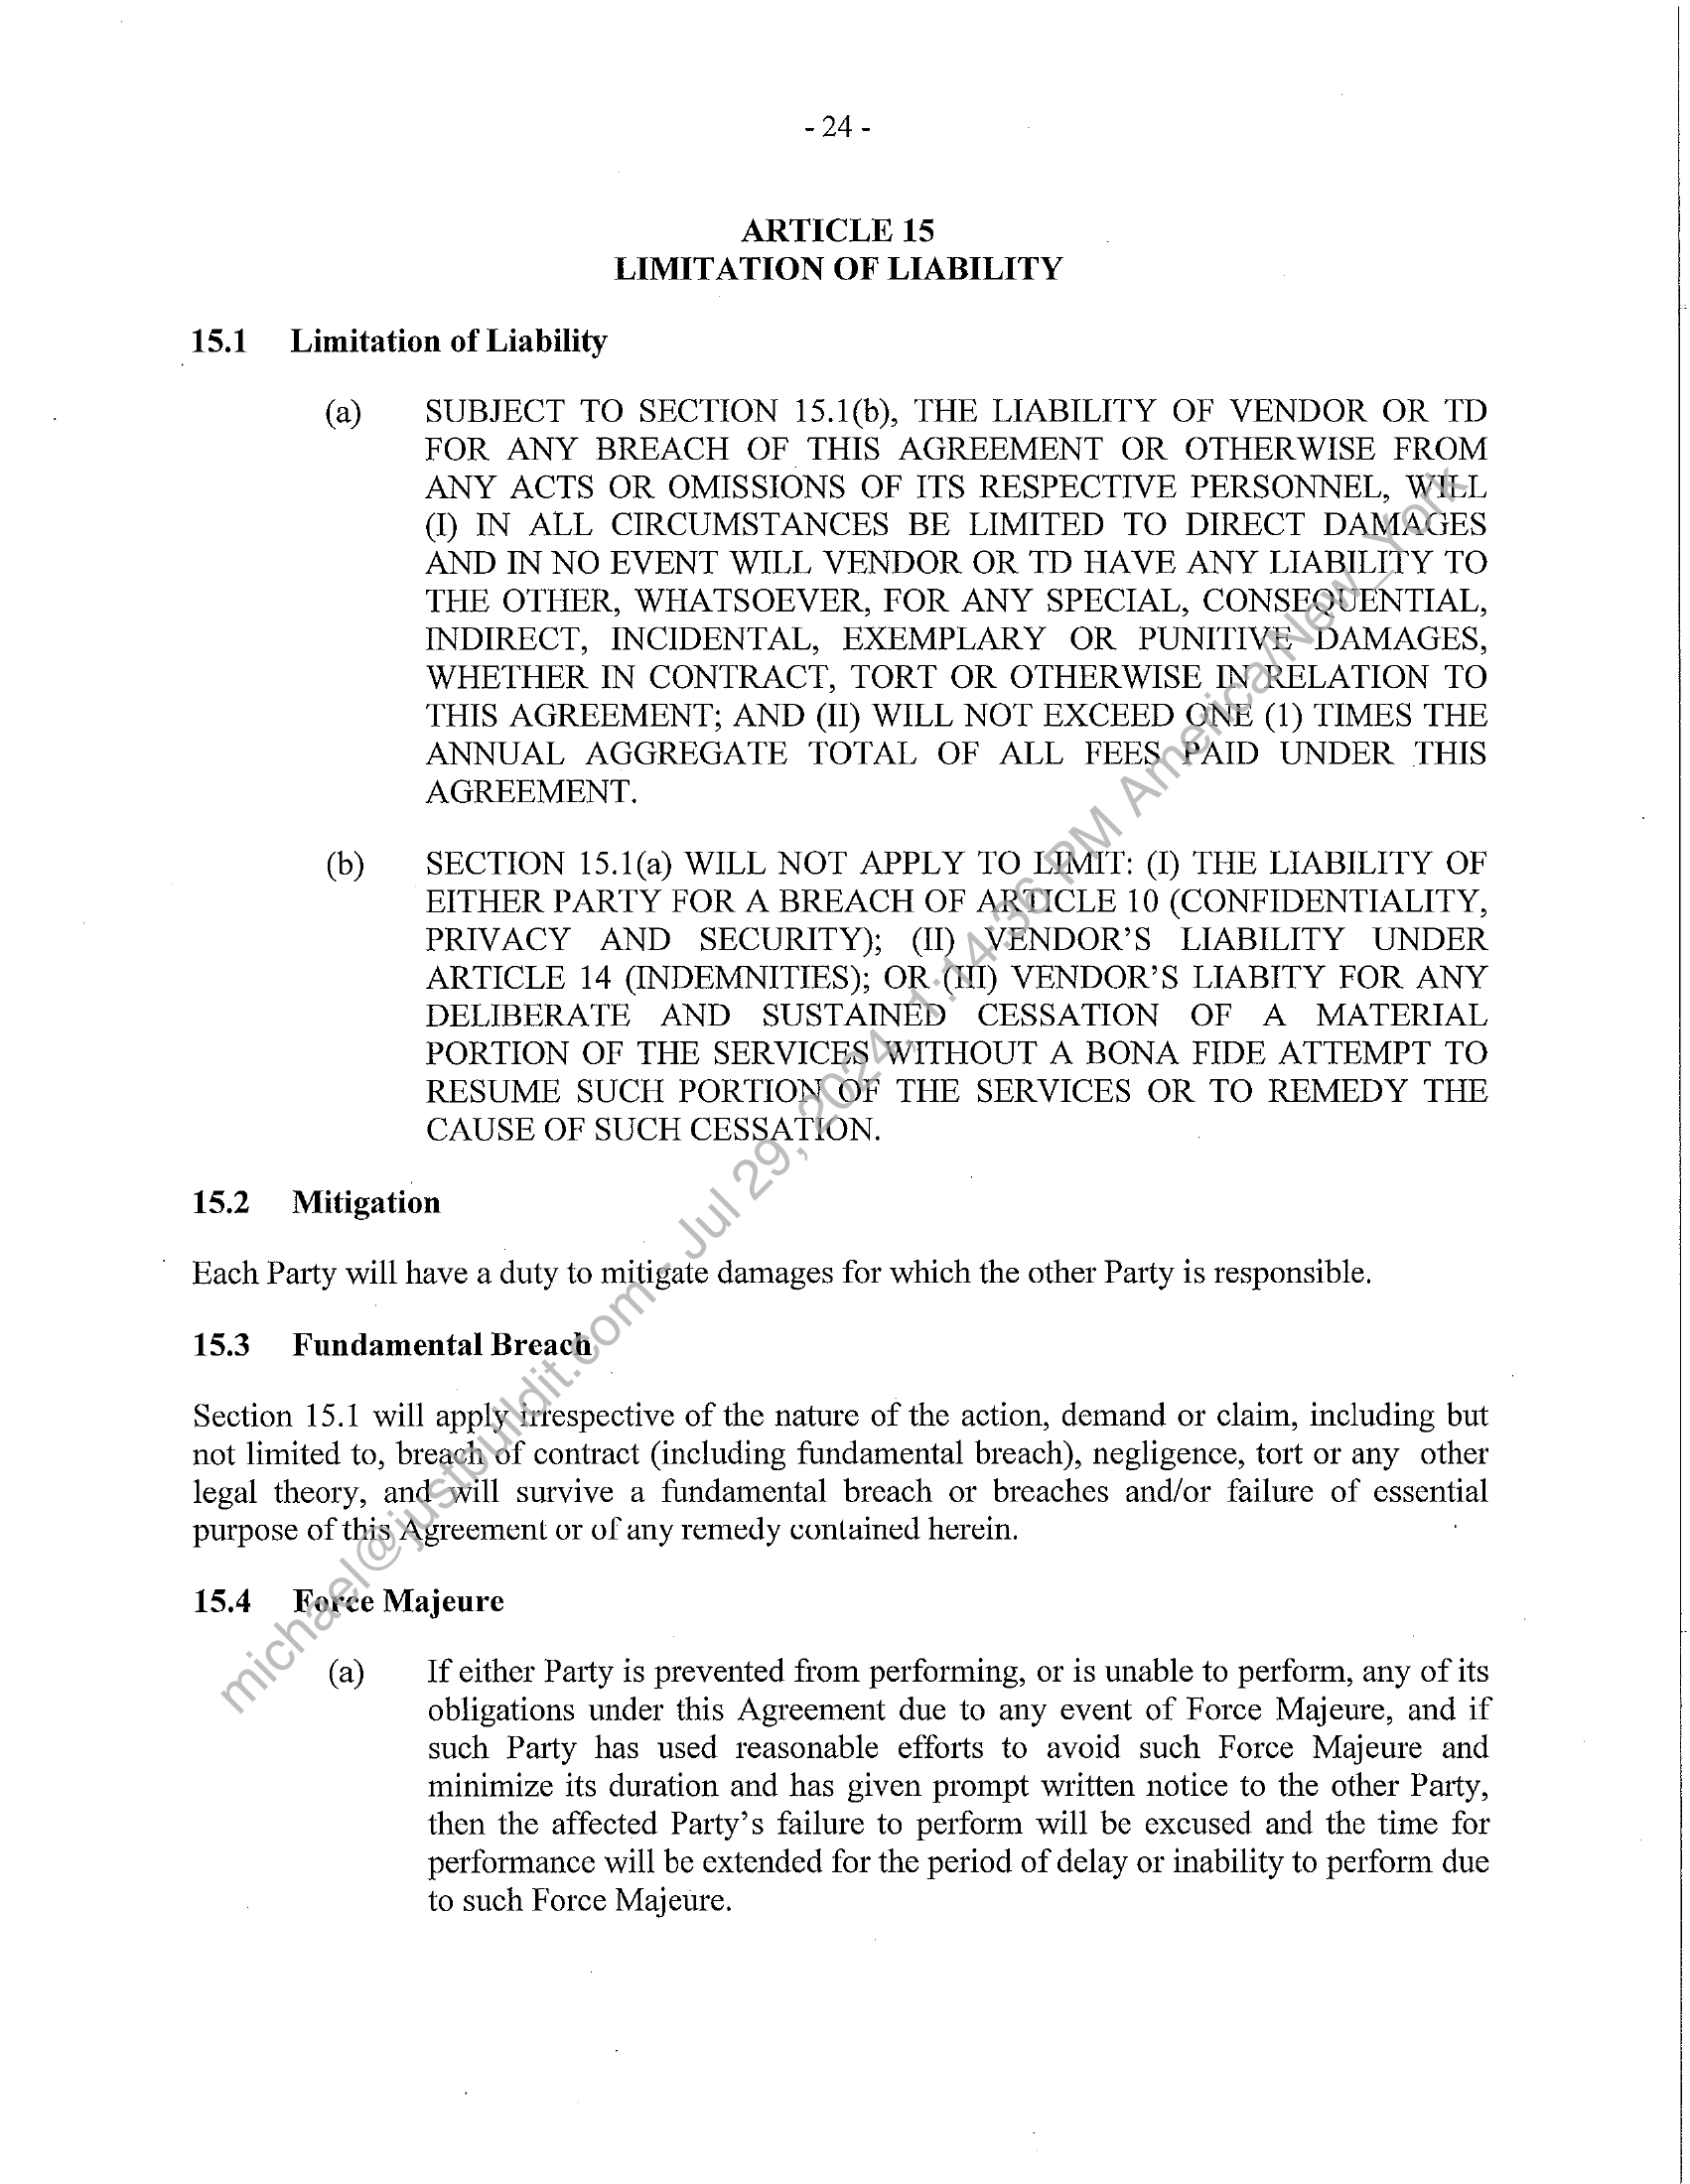 - 24 -
ARTICLE 15
LIMITATION OF LIABILITY
15.1 Limitation of Liability
(a) SUBJECT TO SECTION 15.1(b), THE LIABILITY OF VENDOR OR TD
FOR ANY BREACH OF THIS AGREEMENT OR OTHERWISE FROM
ANY ACTS OR OMISSIONS OF ITS RESPECTIVE PERSONNEL, WILL
(I) IN ALL CIRCUMSTANCES BE LIMITED TO DIRECT DAMAGES
AND IN NO EVENT WILL VENDOR OR TD HAVE ANY LIABILITY TO
THE OTHER, WHATSOEVER, FOR ANY SPECIAL, CONSEQUENTIAL,
INDIRECT, INCIDENTAL, EXEMPLARY OR PUNITIVE DAMAGES,
WHETHER IN CONTRACT, TORT OR OTHERWISE IN RELATION TO
THIS AGREEMENT; AND (II) WILL NOT EXCEED ONE (1) TIMES THE
ANNUAL AGGREGATE TOTAL OF ALL FEES PAID UNDER THIS
AGREEMENT.
(b) SECTION 15.1(a) WILL NOT APPLY TO LIMIT: (I) THE LIABILITY OF
EITHER PARTY FOR A BREACH OF ARTICLE 10 (CONFIDENTIALITY,
PRIVACY AND SECURITY); (II) VENDOR'S LIABILITY UNDER
ARTICLE 14 (INDEMNITIES); OR (III) VENDOR'S LIABITY FOR ANY
DELIBERATE AND SUSTAINED CESSATION OF A MATERIAL
PORTION OF THE SERVICES WITHOUT A BONA FIDE ATTEMPT TO
RESUME SUCH PORTION OF THE SERVICES OR TO REMEDY THE
CAUSE OF SUCH CESSATION.
15.2 Mitigation
Each Party will have a duty to mitigate damages for which the other Party is responsible.
15.3 Fundamental Breach
Section 15.1 will apply irrespective of the nature of the action, demand or claim, including but
not limited to, breach of contract (including fundamental breach), negligence, tort or any other
legal theory, and will survive a fundamental breach or breaches and/or failure of essential
purpose of this Agreement or of any remedy contained herein.
15.4 Force Majeure
(a) If either Party is prevented from performing, or is unable to perform, any of its
obligations under this Agreement due to any event of Force Majeure, and if
such Party has used reasonable efforts to avoid such Force Majeure and
minimize its duration and has given prompt written notice to the other Party,
then the affected Party's failure to perform will be excused and the time for
performance will be extended for the period of delay or inability to perform due
to such Force Majeure.
michael@justbuildit.com - Jul 29, 2024, 1:14:36 PM America/New_York